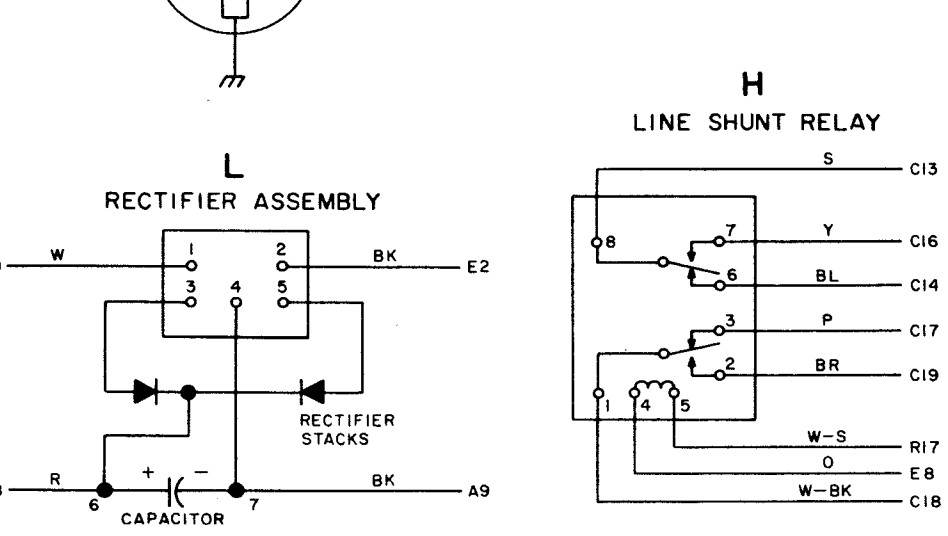 H
LINE SHUNT RELAY
S
C13
8
7
Y
C16
6
BL
C14
3
P
C17
2
BR
C19
1
4
5
W-S
R17
O
E8
W-BK
C18
L
RECTIFIER ASSEMBLY
W
1
2
BK
E2
3
4
5
RECTIFIER
STACKS
R
+
−
BK
A9
6
7
CAPACITOR